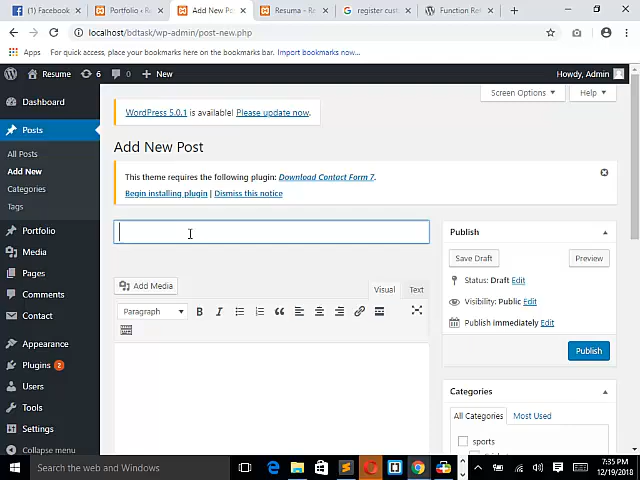 (1) Facebook
Portfolio ‹ R
Add New Pos
Resuma – Re
register cust
Function Re
localhost/bdtask/wp-admin/post-new.php
Apps For quick access, place your bookmarks here on the bookmarks bar. Import bookmarks now...
Resume 6 0 New Howdy, Admin
Dashboard
Posts
All Posts
Add New
Categories
Tags
Portfolio
Media
Pages
Comments
Contact
Appearance
Plugins 2
Users
Tools
Settings
Collapse menu
Screen Options Help
WordPress 5.0.1 is available! Please update now.
Add New Post
This theme requires the following plugin: Download Contact Form 7.
Begin installing plugin | Dismiss this notice
Add Media
Visual Text
Paragraph B I
Publish
Save Draft Preview
Status: Draft Edit
Visibility: Public Edit
Publish immediately Edit
Publish
Categories
All Categories Most Used
sports
Search the web and Windows
7:35 PM
12/19/2018